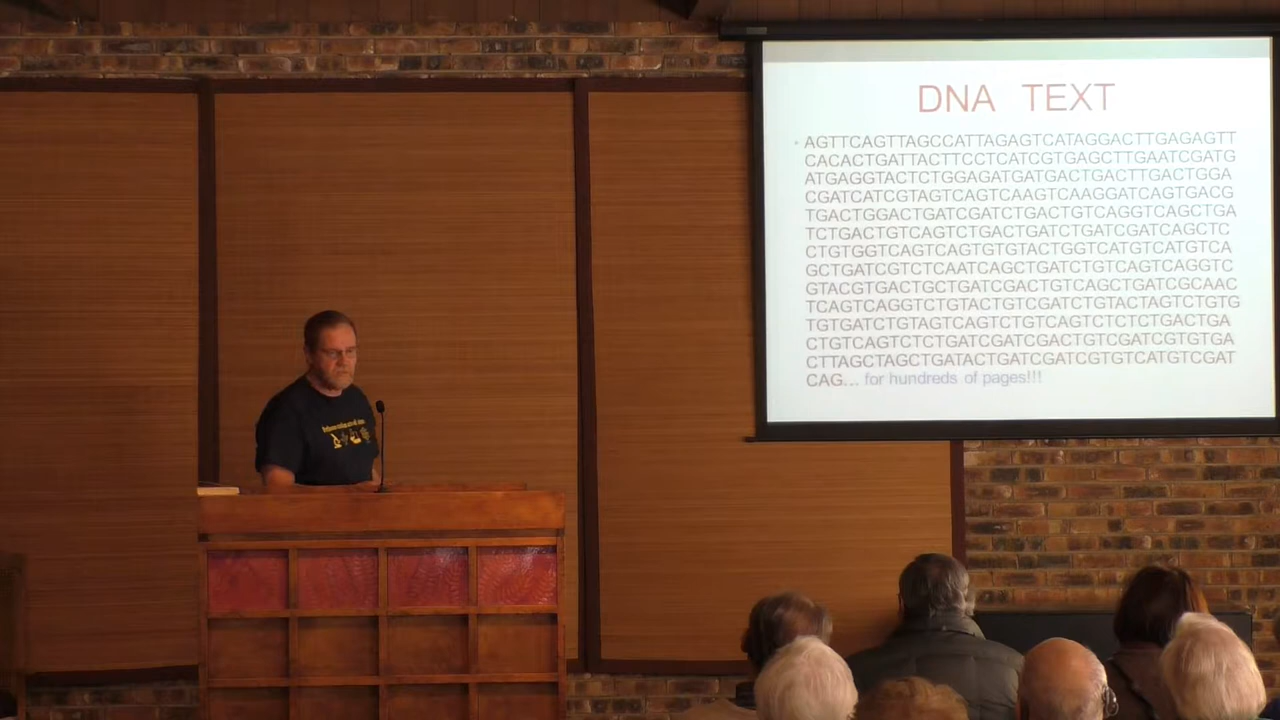 DNA TEXT
AGTTCAGTTAGCCATTAGAGTCATAGGACTTGAGAGTT
CACACTGATTACTTCCTCATCGTGAGCTTGAATCGATG
ATGAGGTACTCTGGAGATGATGACTGACTTGACTGGA
CGATCATCGTAGTCAGTCAAGTCAAGGATCAGTGACG
TGACTGGACTGATCGATCTGACTGTCAGGTCAGCTGA
TCTGACTGTCAGTCTGACTGATCTGATCGATCAGCTC
CTGTGGTCAGTCAGTGTGTACTGGTCATGTCATGTCA
GCTGATCGTCTCAATCAGCTGATCTGTCAGTCAGGTC
GTACGTGACTGCTGATCGACTGTCAGCTGATCGCAAC
TCAGTCAGGTCTGTACTGTCGATCTGTACTAGTCTGTG
TGTGATCTGTAGTCAGTCTGTCAGTCTCTCTGACTGA
CTGTCAGTCTCTGATCGATCGACTGTCGATCGTGTGA
CTTAGCTAGCTGATACTGATCGATCGTGTCATGTCGAT
CAG... for hundreds of pages!!!